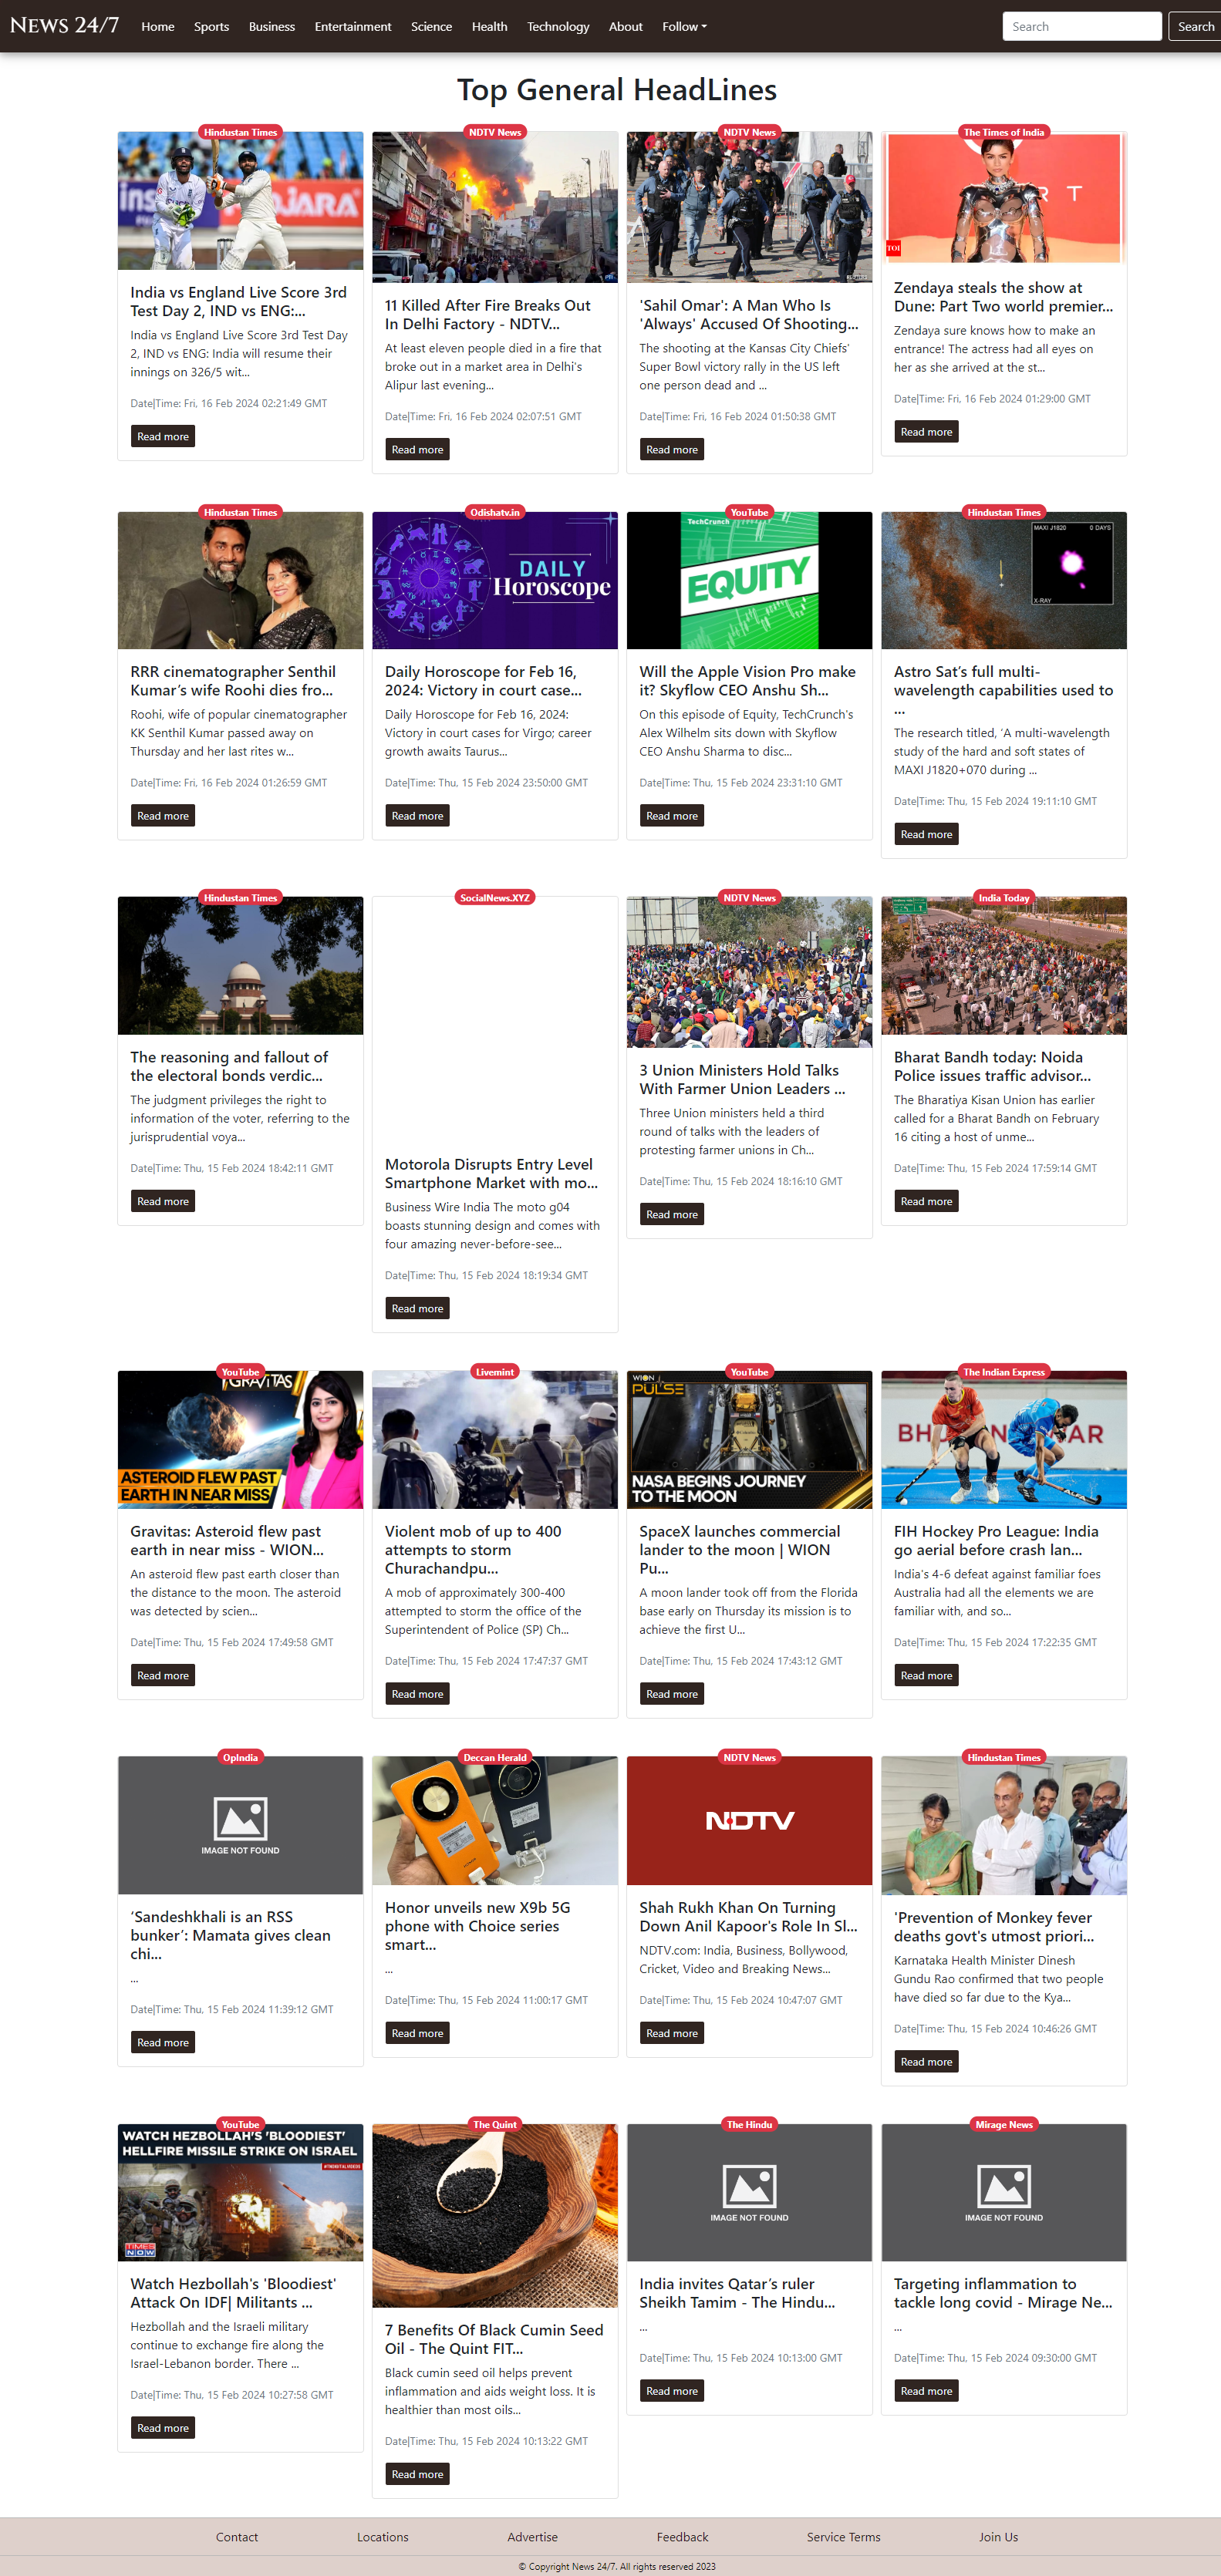 News 24/7 Home Sports Business Entertainment Science Health Technology About Follow Search Search
Top General HeadLines
Hindustan Times
India vs England Live Score 3rd
Test Day 2, IND vs ENG:...
India vs England Live Score 3rd Test Day
2, IND vs ENG: India will resume their
innings on 326/5 wit...
Date|Time: Fri, 16 Feb 2024 02:21:49 GMT
Read more
NDTV News
11 Killed After Fire Breaks Out
In Delhi Factory - NDTV...
At least eleven people died in a fire that
broke out in a market area in Delhi's
Alipur last evening...
Date|Time: Fri, 16 Feb 2024 02:07:51 GMT
Read more
NDTV News
'Sahil Omar': A Man Who Is
'Always' Accused Of Shooting...
The shooting at the Kansas City Chiefs'
Super Bowl victory rally in the US left
one person dead and ...
Date|Time: Fri, 16 Feb 2024 01:50:38 GMT
Read more
The Times of India
R T
TOI
Zendaya steals the show at
Dune: Part Two world premier...
Zendaya sure knows how to make an
entrance! The actress had all eyes on
her as she arrived at the st...
Date|Time: Fri, 16 Feb 2024 01:29:00 GMT
Read more
Hindustan Times
RRR cinematographer Senthil
Kumar's wife Roohi dies fro...
Roohi, wife of popular cinematographer
KK Senthil Kumar passed away on
Thursday and her last rites w...
Date|Time: Fri, 16 Feb 2024 01:26:59 GMT
Read more
Odishatv.in
DAILY
Horoscope
Daily Horoscope for Feb 16,
2024: Victory in court case...
Daily Horoscope for Feb 16, 2024:
Victory in court cases for Virgo; career
growth awaits Taurus...
Date|Time: Thu, 15 Feb 2024 23:50:00 GMT
Read more
YouTube
TechCrunch
EQUITY
Will the Apple Vision Pro make
it? Skyflow CEO Anshu Sh...
On this episode of Equity, TechCrunch's
Alex Wilhelm sits down with Skyflow
CEO Anshu Sharma to disc...
Date|Time: Thu, 15 Feb 2024 23:31:10 GMT
Read more
Hindustan Times
MAXI J1820 0 DAYS
X-RAY
Astro Sat's full multi-
wavelength capabilities used to
...
The research titled, 'A multi-wavelength
study of the hard and soft states of
MAXI J1820+070 during ...
Date|Time: Thu, 15 Feb 2024 19:11:10 GMT
Read more
Hindustan Times
The reasoning and fallout of
the electoral bonds verdic...
The judgment privileges the right to
information of the voter, referring to the
jurisprudential voya...
Date|Time: Thu, 15 Feb 2024 18:42:11 GMT
Read more
SocialNews.XYZ
Motorola Disrupts Entry Level
Smartphone Market with mo...
Business Wire India The moto g04
boasts stunning design and comes with
four amazing never-before-see...
Date|Time: Thu, 15 Feb 2024 18:19:34 GMT
Read more
NDTV News
3 Union Ministers Hold Talks
With Farmer Union Leaders ...
Three Union ministers held a third
round of talks with the leaders of
protesting farmer unions in Ch...
Date|Time: Thu, 15 Feb 2024 18:16:10 GMT
Read more
India Today
Bharat Bandh today: Noida
Police issues traffic advisor...
The Bharatiya Kisan Union has earlier
called for a Bharat Bandh on February
16 citing a host of unme...
Date|Time: Thu, 15 Feb 2024 17:59:14 GMT
Read more
YouTube
GRAVITAS
ASTEROID FLEW PAST
EARTH IN NEAR MISS
Gravitas: Asteroid flew past
earth in near miss - WION...
An asteroid flew past earth closer than
the distance to the moon. The asteroid
was detected by scien...
Date|Time: Thu, 15 Feb 2024 17:49:58 GMT
Read more
Livemint
Violent mob of up to 400
attempts to storm
Churachandpu...
A mob of approximately 300-400
attempted to storm the office of the
Superintendent of Police (SP) Ch...
Date|Time: Thu, 15 Feb 2024 17:47:37 GMT
Read more
YouTube
WION
PULSE
NASA BEGINS JOURNEY
TO THE MOON
SpaceX launches commercial
lander to the moon | WION
Pu...
A moon lander took off from the Florida
base early on Thursday its mission is to
achieve the first U...
Date|Time: Thu, 15 Feb 2024 17:43:12 GMT
Read more
The Indian Express
FIH Hockey Pro League: India
go aerial before crash lan...
India's 4-6 defeat against familiar foes
Australia had all the elements we are
familiar with, and so...
Date|Time: Thu, 15 Feb 2024 17:22:35 GMT
Read more
OpIndia
IMAGE NOT FOUND
'Sandeshkhali is an RSS
bunker': Mamata gives clean
chi...
...
Date|Time: Thu, 15 Feb 2024 11:39:12 GMT
Read more
Deccan Herald
Honor unveils new X9b 5G
phone with Choice series
smart...
...
Date|Time: Thu, 15 Feb 2024 11:00:17 GMT
Read more
NDTV News
NDTV
Shah Rukh Khan On Turning
Down Anil Kapoor's Role In Sl...
NDTV.com: India, Business, Bollywood,
Cricket, Video and Breaking News...
Date|Time: Thu, 15 Feb 2024 10:47:07 GMT
Read more
Hindustan Times
'Prevention of Monkey fever
deaths govt's utmost priori...
Karnataka Health Minister Dinesh
Gundu Rao confirmed that two people
have died so far due to the Kya...
Date|Time: Thu, 15 Feb 2024 10:46:26 GMT
Read more
YouTube
WATCH HEZBOLLAH'S 'BLOODIEST'
HELLFIRE MISSILE STRIKE ON ISRAEL
TIMES
NOW
Watch Hezbollah's 'Bloodiest'
Attack On IDF| Militants ...
Hezbollah and the Israeli military
continue to exchange fire along the
Israel-Lebanon border. There ...
Date|Time: Thu, 15 Feb 2024 10:27:58 GMT
Read more
The Quint
7 Benefits Of Black Cumin Seed
Oil - The Quint FIT...
Black cumin seed oil helps prevent
inflammation and aids weight loss. It is
healthier than most oils...
Date|Time: Thu, 15 Feb 2024 10:13:22 GMT
Read more
The Hindu
IMAGE NOT FOUND
India invites Qatar's ruler
Sheikh Tamim - The Hindu...
...
Date|Time: Thu, 15 Feb 2024 10:13:00 GMT
Read more
Mirage News
IMAGE NOT FOUND
Targeting inflammation to
tackle long covid - Mirage Ne...
...
Date|Time: Thu, 15 Feb 2024 09:30:00 GMT
Read more
Contact Locations Advertise Feedback Service Terms Join Us
© Copyright News 24/7. All rights reserved 2023